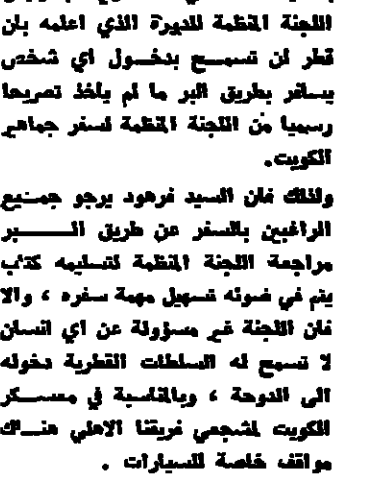 اللجنة المنظمة للديرة الذي اعلمه بان
قطر لن تسمح بدخول اي شخص
يسافر بطريق البر ما لم ياخذ تصريحا
رسميا من اللجنة المنظمة لسفر جماهير
الكويت.
ولذلك فان السيد فرهود يرجو جميع
الراغبين بالسفر عن طريق البر
مراجعة اللجنة المنظمة لتسليمه كتاب
يتم في ضوئه تسهيل مهمة سفره ، والا
فان اللجنة غير مسؤولة عن اي انسان
لا تسمح له السلطات القطرية دخوله
الى الدوحة ، وبالمناسبة في معسكر
الكويت لمشجعي فريقنا الاهلي هناك
مواقف خاصة للسيارات .